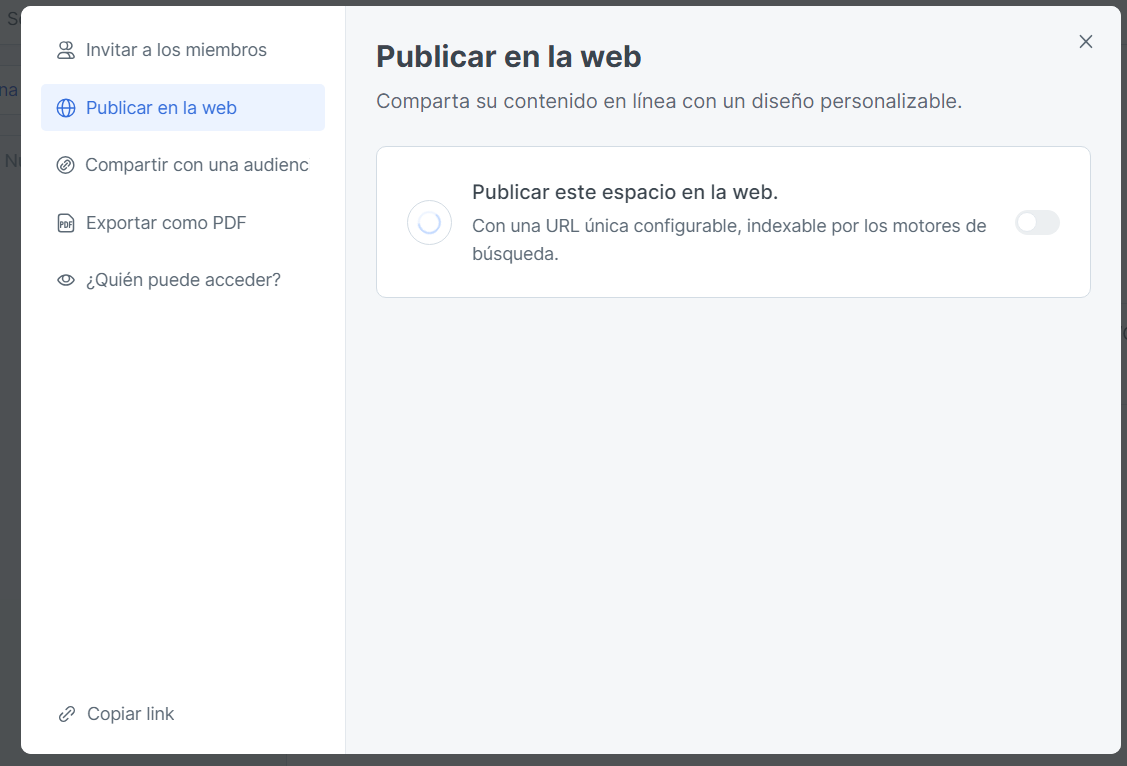 Invitar a los miembros
Publicar en la web
Compartir con una audienc
Exportar como PDF
¿Quién puede acceder?
Copiar link
Publicar en la web
Comparta su contenido en línea con un diseño personalizable.
Publicar este espacio en la web.
Con una URL única configurable, indexable por los motores de
búsqueda.